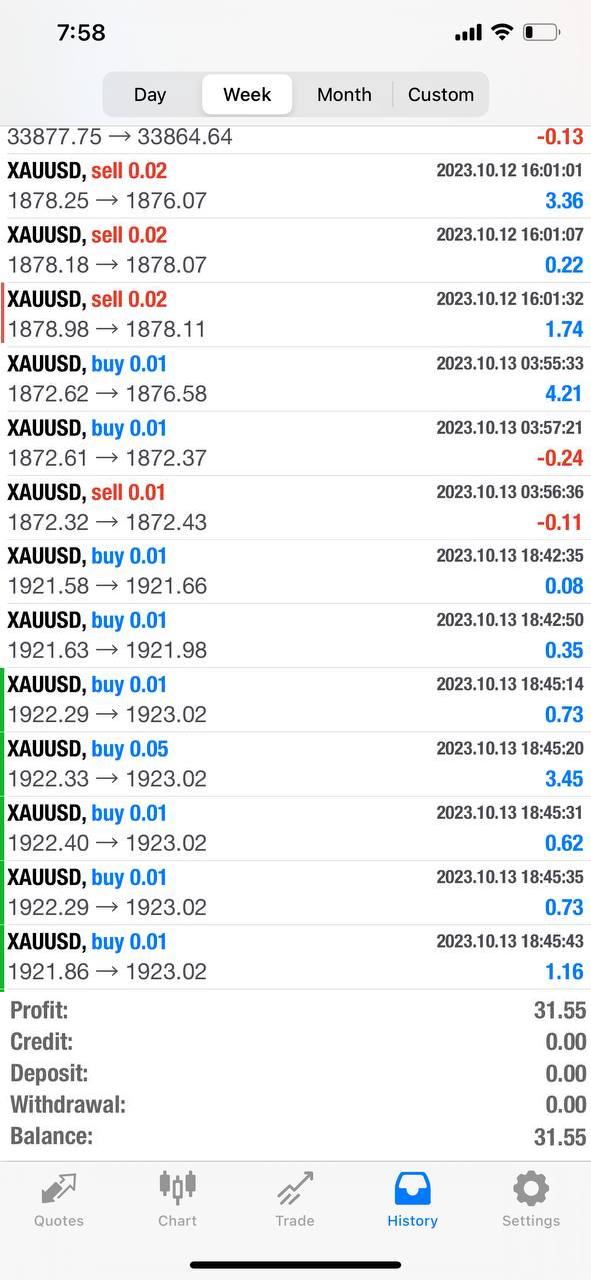 7:58
Day Week Month Custom
33877.75 → 33864.64 -0.13
XAUUSD, sell 0.02 2023.10.12 16:01:01
1878.25 → 1876.07 3.36
XAUUSD, sell 0.02 2023.10.12 16:01:07
1878.18 → 1878.07 0.22
XAUUSD, sell 0.02 2023.10.12 16:01:32
1878.98 → 1878.11 1.74
XAUUSD, buy 0.01 2023.10.13 03:55:33
1872.62 → 1876.58 4.21
XAUUSD, buy 0.01 2023.10.13 03:57:21
1872.61 → 1872.37 -0.24
XAUUSD, sell 0.01 2023.10.13 03:56:36
1872.32 → 1872.43 -0.11
XAUUSD, buy 0.01 2023.10.13 18:42:35
1921.58 → 1921.66 0.08
XAUUSD, buy 0.01 2023.10.13 18:42:50
1921.63 → 1921.98 0.35
XAUUSD, buy 0.01 2023.10.13 18:45:14
1922.29 → 1923.02 0.73
XAUUSD, buy 0.05 2023.10.13 18:45:20
1922.33 → 1923.02 3.45
XAUUSD, buy 0.01 2023.10.13 18:45:31
1922.40 → 1923.02 0.62
XAUUSD, buy 0.01 2023.10.13 18:45:35
1922.29 → 1923.02 0.73
XAUUSD, buy 0.01 2023.10.13 18:45:43
1921.86 → 1923.02 1.16
Profit: 31.55
Credit: 0.00
Deposit: 0.00
Withdrawal: 0.00
Balance: 31.55
Quotes Chart Trade History Settings